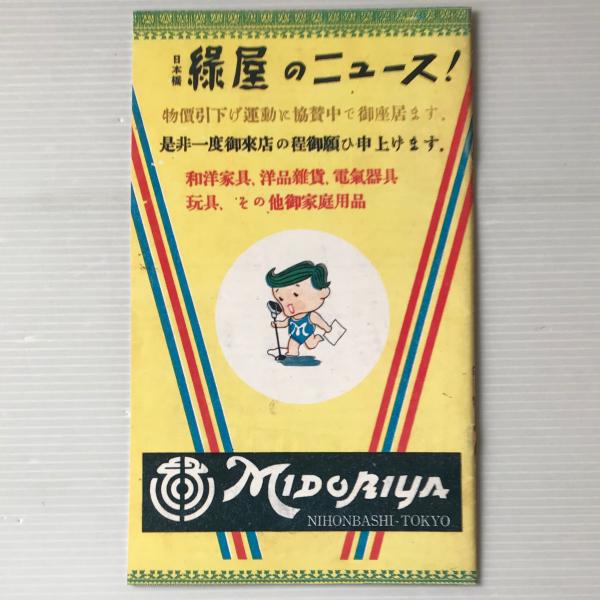 日本橋 綠屋のニュース!
物價引下げ運動に協賛中で御座居ます。
是非一度御來店の程御願ひ申上げます。
和洋家具、洋品雜貨、電氣器具
玩具、その他御家庭用品
M
MIDORIYA
NIHONBASHI-TOKYO